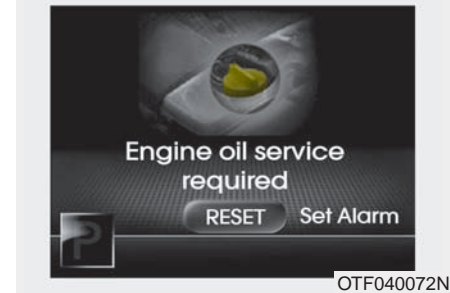 Engine oil service
required
RESET Set Alarm
P
OTF040072N